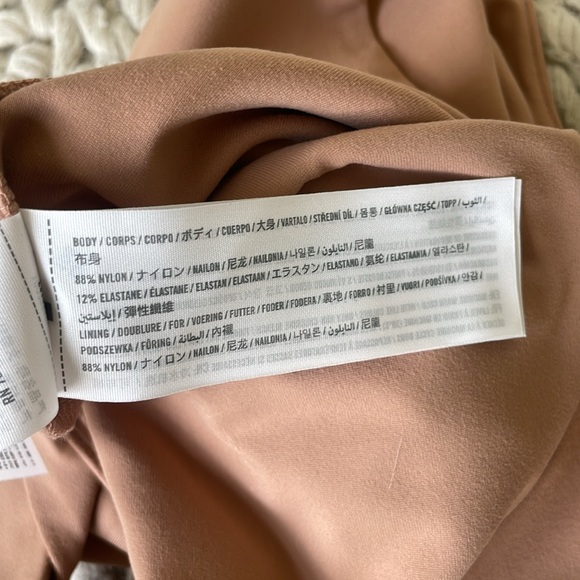 BODY / CORPS / CORPO / ボディ / CUERPO / 大身 / VARTALO / STŘEDNÍ DÍL / 몸통 / GŁÓWNA CZĘŚĆ / TOPP / الثوب /
布身
88% NYLON / ナイロン / NAILON / 尼龙 / NAILONIA / 나일론 / النايلون / 尼龍
12% ELASTANE / ÉLASTANE / ELASTAN / ELASTAAN / エラスタン / ELASTANO / 氨纶 / ELASTAANIA / 엘라스탄 /
إيلاستين / 彈性纖維
LINING / DOUBLURE / FOR / VOERING / FUTTER / FODER / FODERA / 裏地 / FORRO / 村里 / VUORI / PODŠÍVKA / 안감 /
PODSZEWKA / FÖRING / البطانة / 內襯
88% NYLON / ナイロン / NAILON / 尼龙 / NAILONIA / 나일론 / النايلون / 尼龍
RN